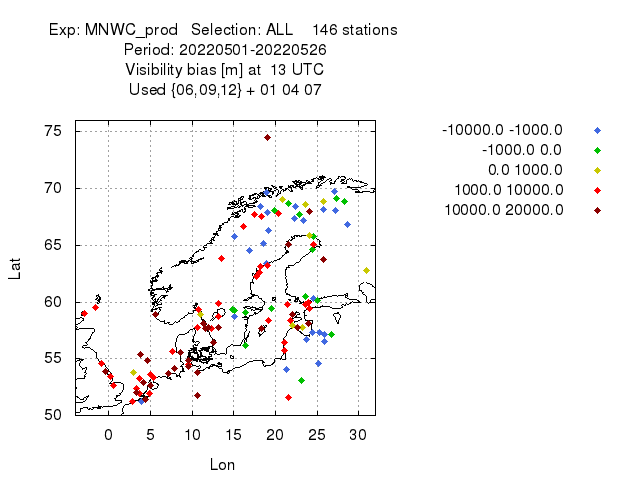 Exp: MNWC_prod Selection: ALL 146 stations
Period: 20220501-20220526
Visibility bias [m] at 13 UTC
Used {06,09,12} + 01 04 07
-10000.0 -1000.0
-1000.0 0.0
0.0 1000.0
1000.0 10000.0
10000.0 20000.0
75
70
65
60
55
50
Lat
0 5 10 15 20 25 30
Lon